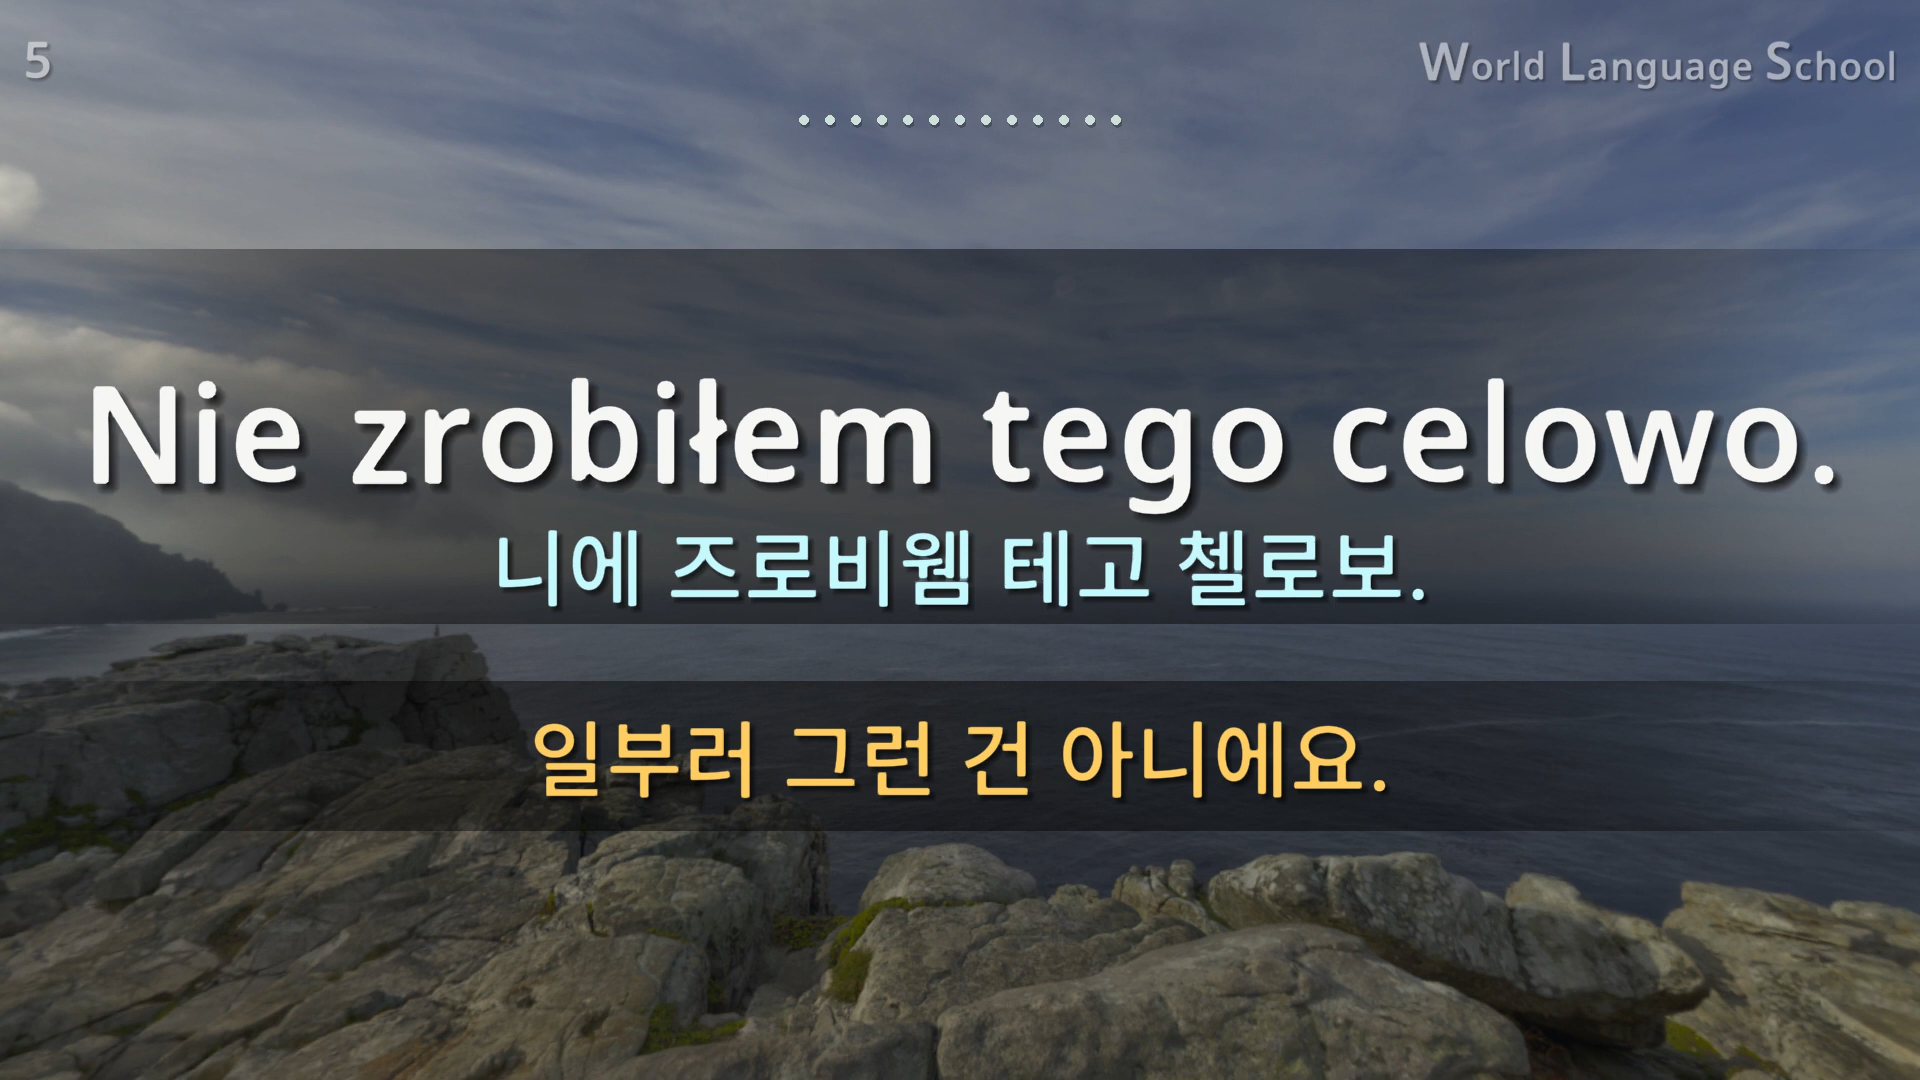 5
World Language School
Nie zrobiłem tego celowo.
니에 즈로비웸 테고 첼로보.
일부러 그런 건 아니에요.